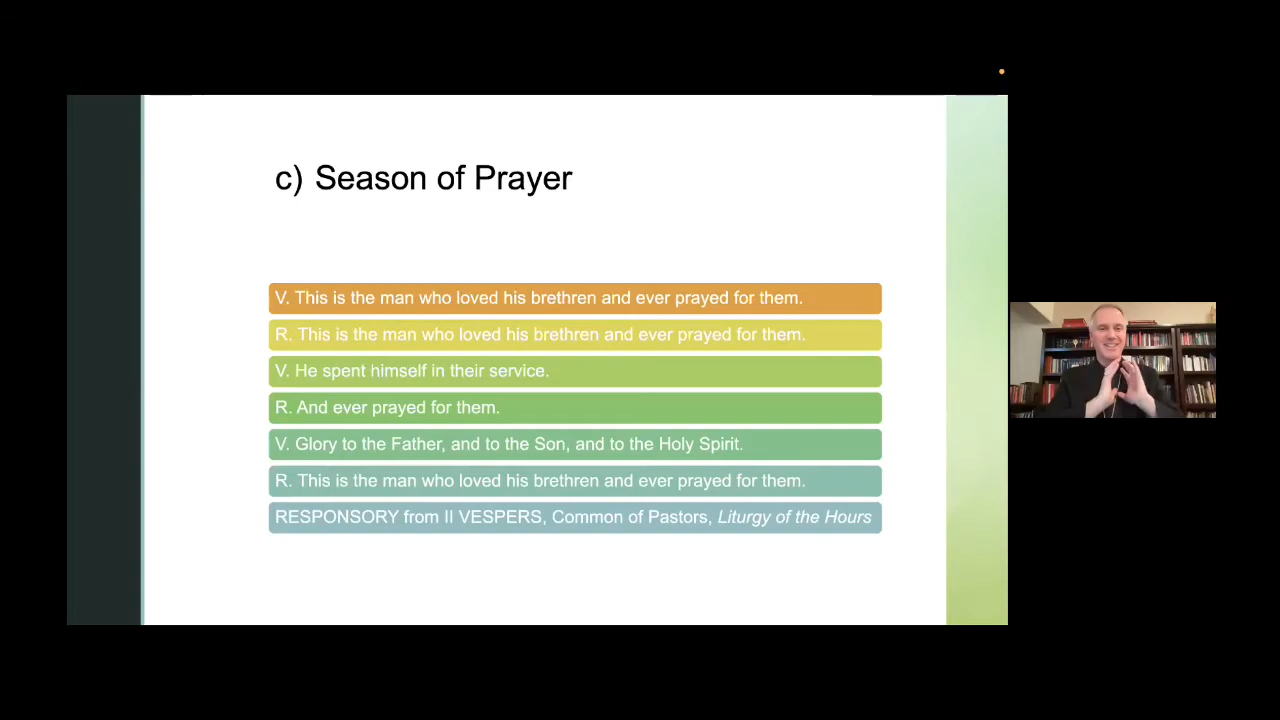 c) Season of Prayer
V. This is the man who loved his brethren and ever prayed for them.
R. This is the man who loved his brethren and ever prayed for them.
V. He spent himself in their service.
R. And ever prayed for them.
V. Glory to the Father, and to the Son, and to the Holy Spirit.
R. This is the man who loved his brethren and ever prayed for them.
RESPONSORY from II VESPERS, Common of Pastors, Liturgy of the Hours